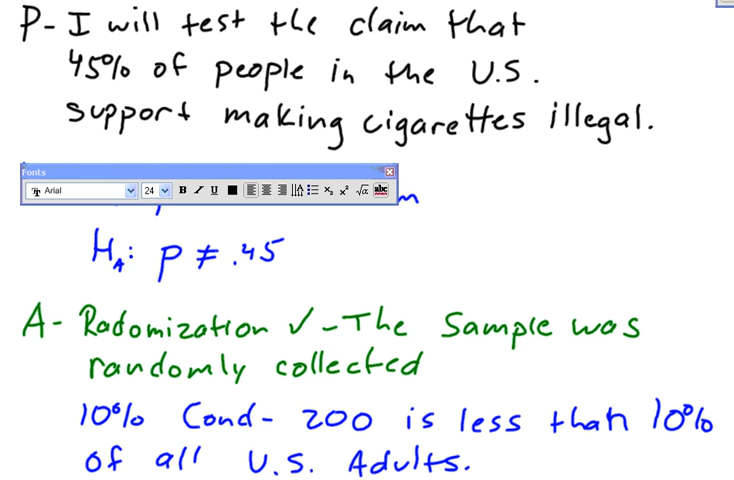 P- I will test the claim that
45% of people in the U.S.
support making cigarettes illegal.
Fonts
Arial 24 B I U
Hₐ: p ≠ .45
A- Radomization ✓ - The Sample was
randomly collected
10% Cond- 200 is less than 10%
of all U.S. Adults.